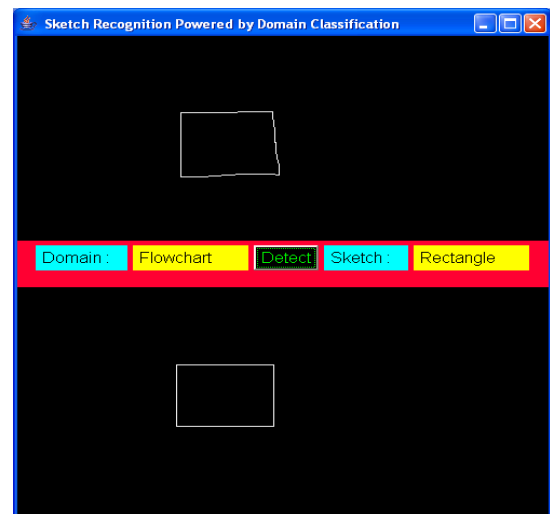 Sketch Recognition Powered by Domain Classification
Domain : Flowchart Detect Sketch : Rectangle